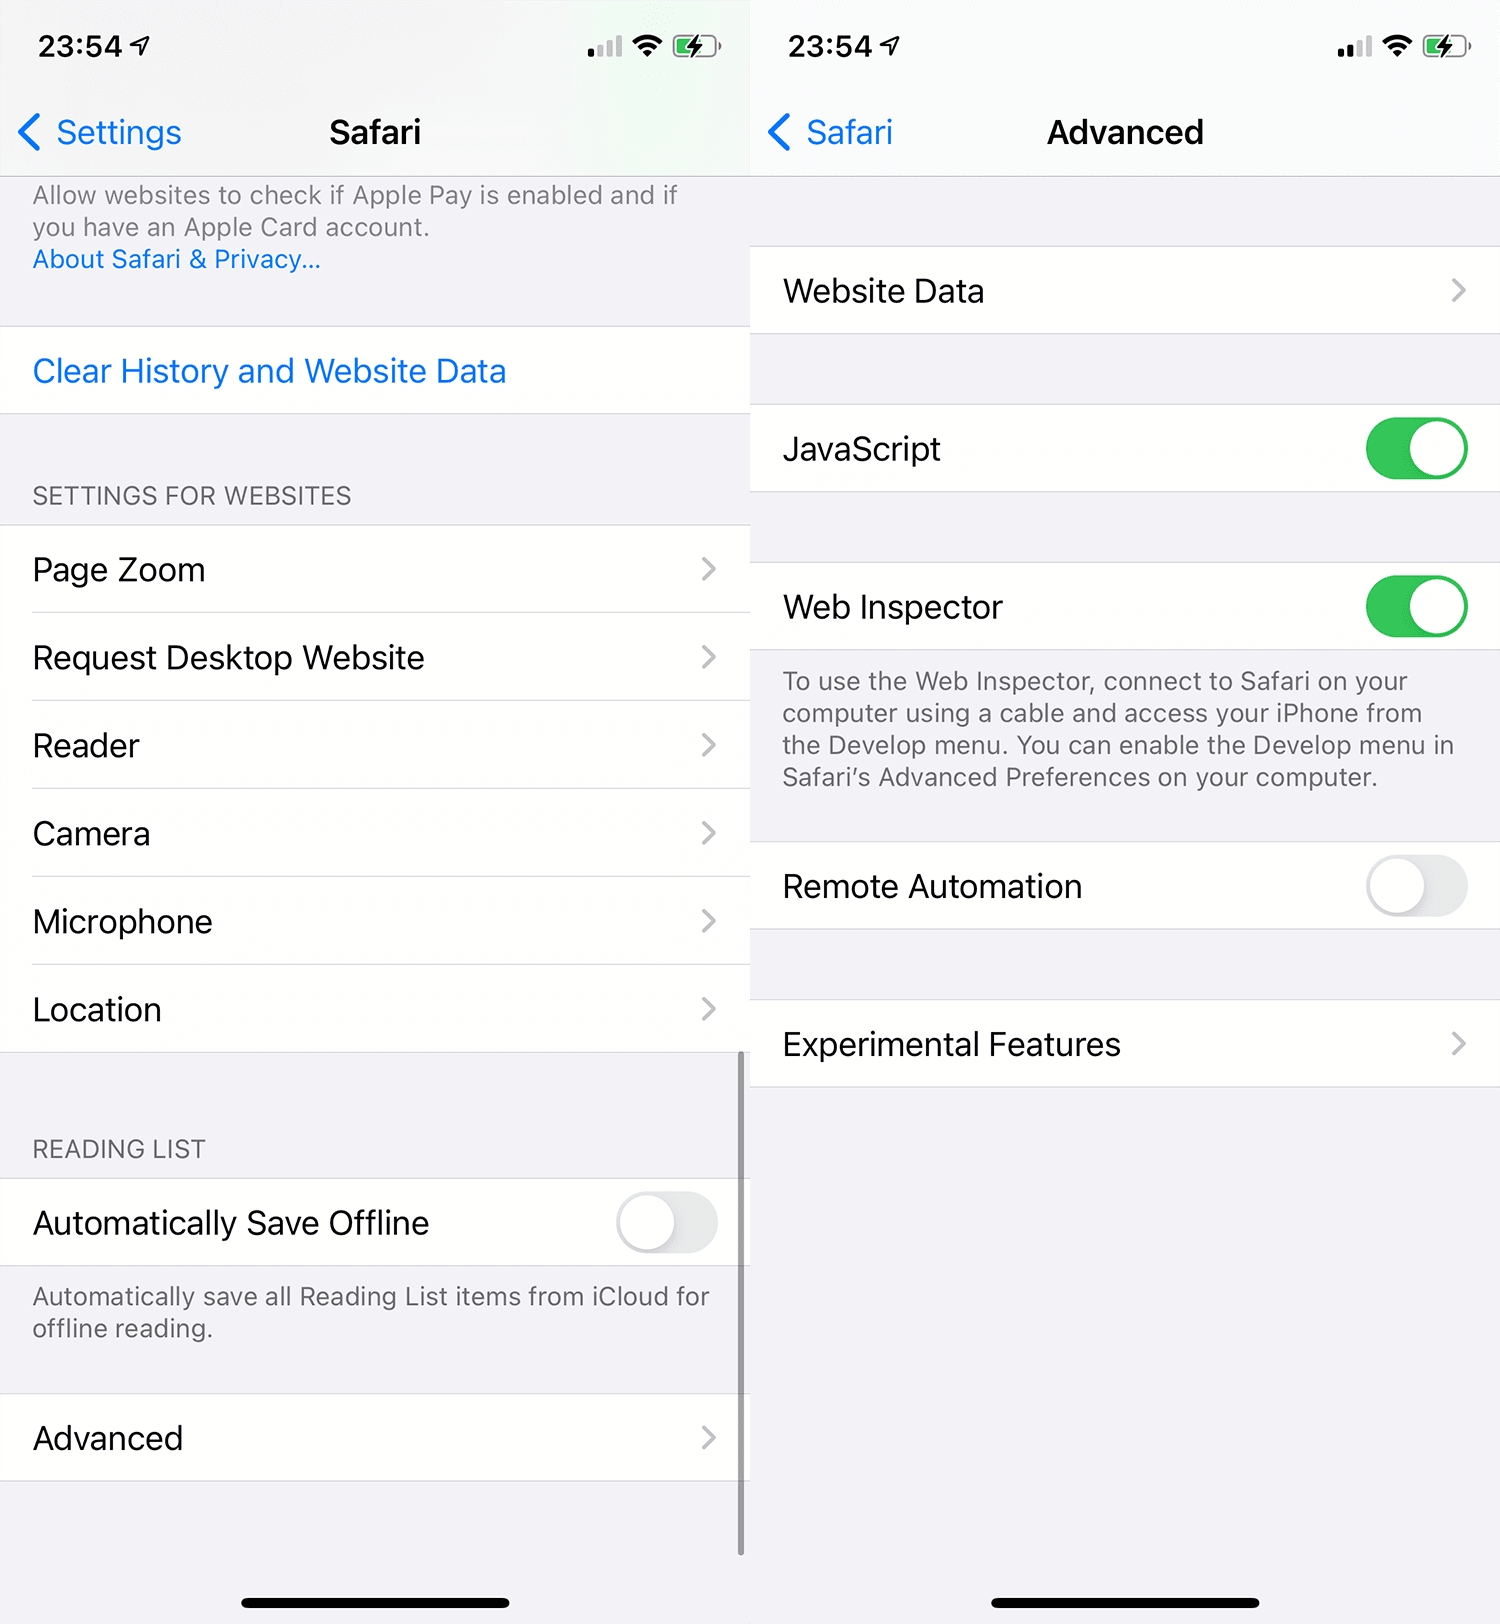 23:54
Settings
Safari
Allow websites to check if Apple Pay is enabled and if
you have an Apple Card account.
About Safari & Privacy...
Clear History and Website Data
SETTINGS FOR WEBSITES
Page Zoom
Request Desktop Website
Reader
Camera
Microphone
Location
READING LIST
Automatically Save Offline
Automatically save all Reading List items from iCloud for
offline reading.
Advanced
23:54
Safari
Advanced
Website Data
JavaScript
Web Inspector
To use the Web Inspector, connect to Safari on your
computer using a cable and access your iPhone from
the Develop menu. You can enable the Develop menu in
Safari’s Advanced Preferences on your computer.
Remote Automation
Experimental Features